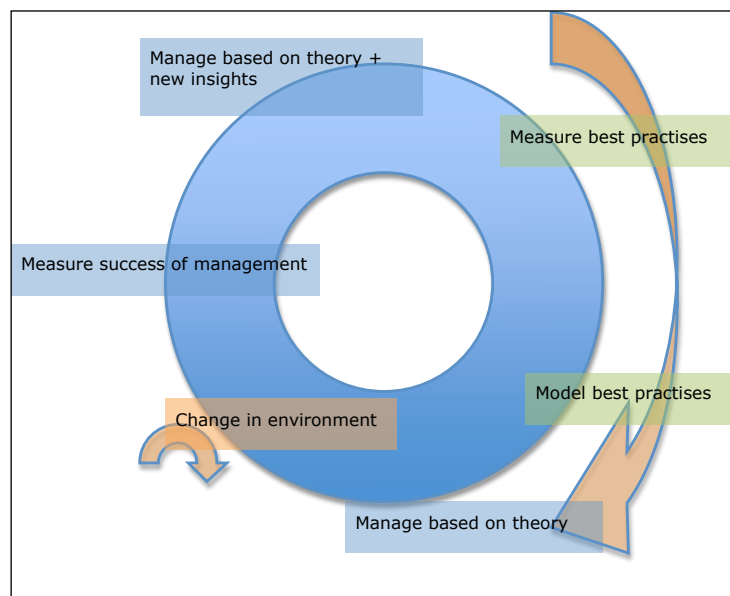 Manage based on theory +
new insights
Measure best practises
Measure success of management
Model best practises
Change in environment
Manage based on theory